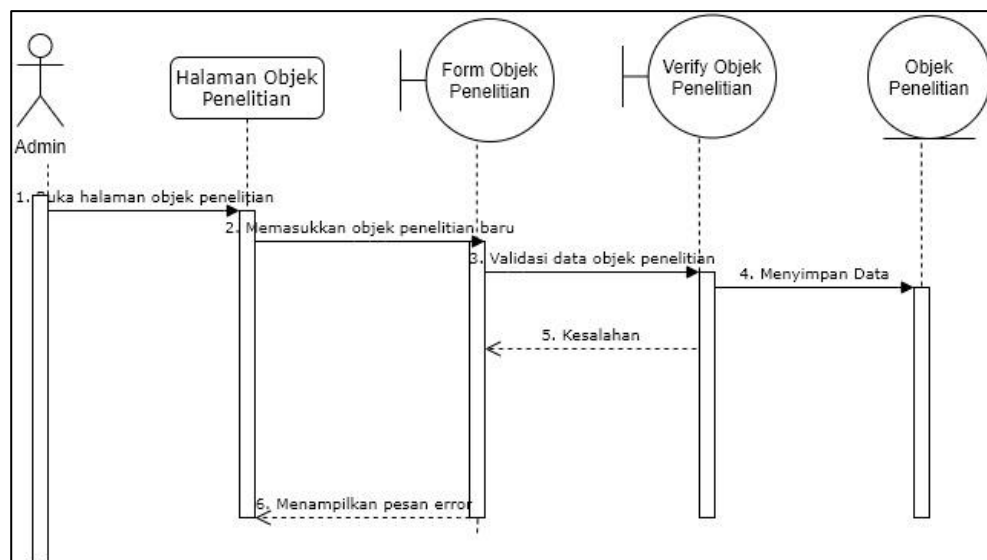 Halaman Objek
Penelitian
Form Objek
Penelitian
Verify Objek
Penelitian
Objek
Penelitian
Admin
1. Buka halaman objek penelitian
2. Memasukkan objek penelitian baru
3. Validasi data objek penelitian
4. Menyimpan Data
5. Kesalahan
6. Menampilkan pesan error